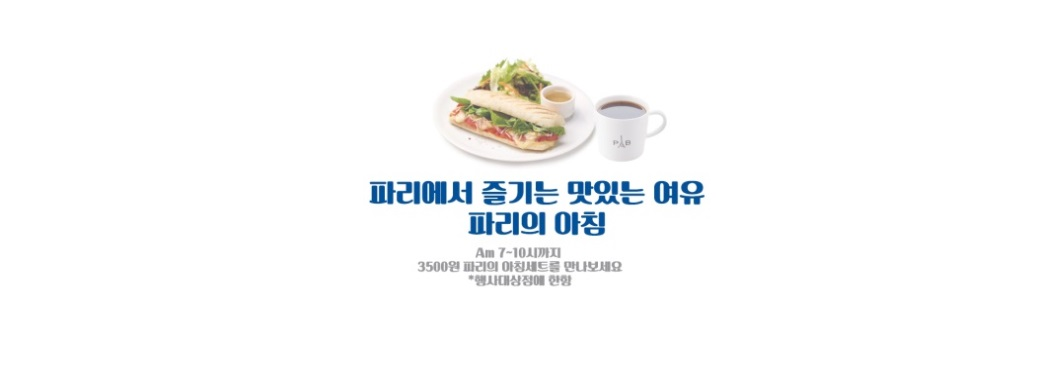 파리에서 즐기는 맛있는 여유
파리의 아침
Am 7~10시까지
3500원 파리의 아침세트를 만나보세요
*행사대상점에 한함